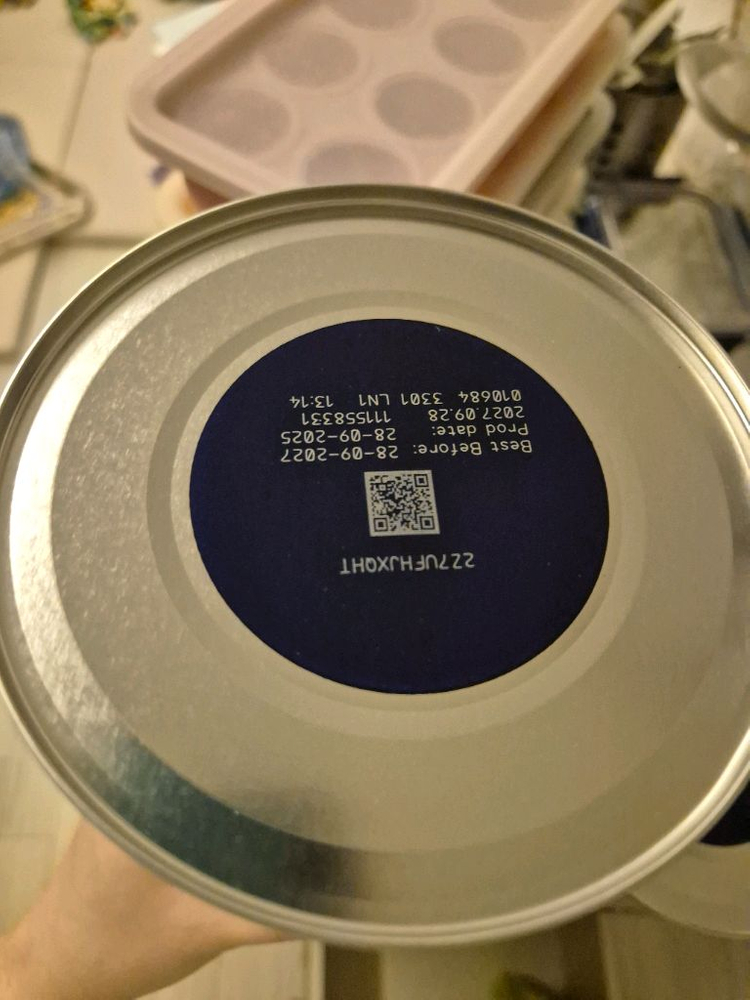 227UFHJXQHT
Best Before: 28-09-2027
Prod date: 28-09-2025
2027.09.28 111558331
010684 3301 LN1 13:14